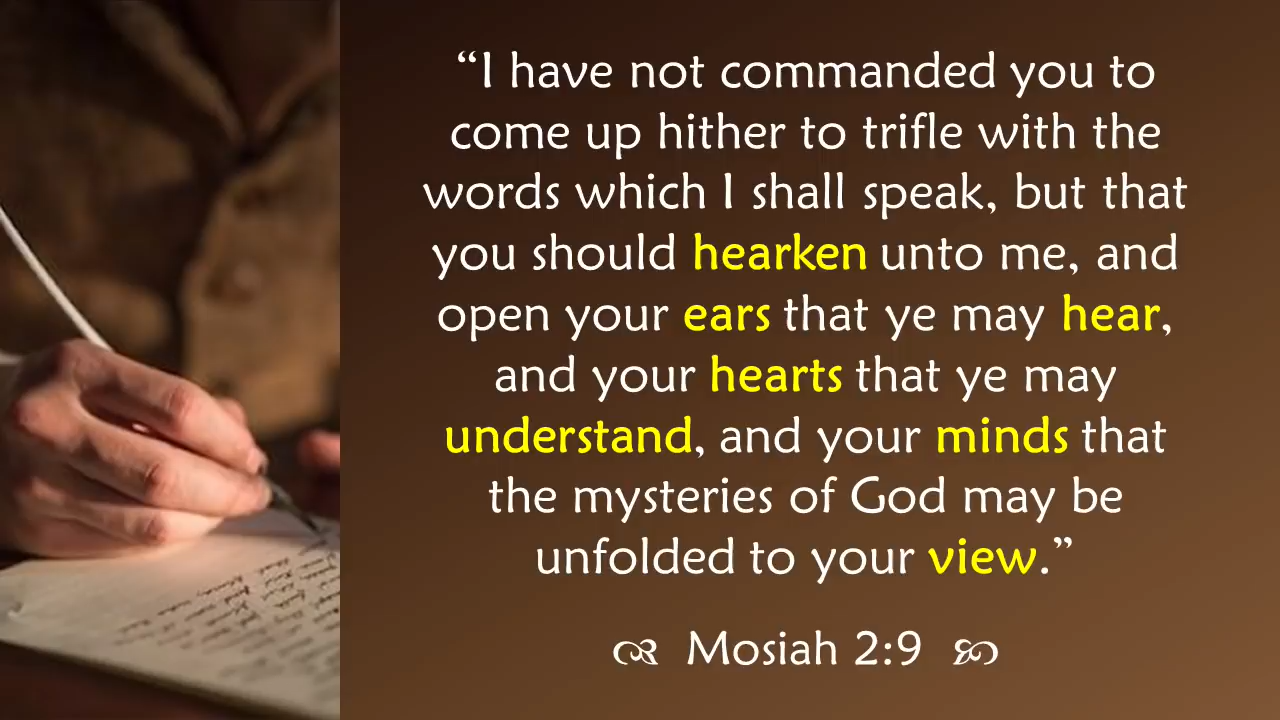 “I have not commanded you to
come up hither to trifle with the
words which I shall speak, but that
you should hearken unto me, and
open your ears that ye may hear,
and your hearts that ye may
understand, and your minds that
the mysteries of God may be
unfolded to your view.”
Mosiah 2:9